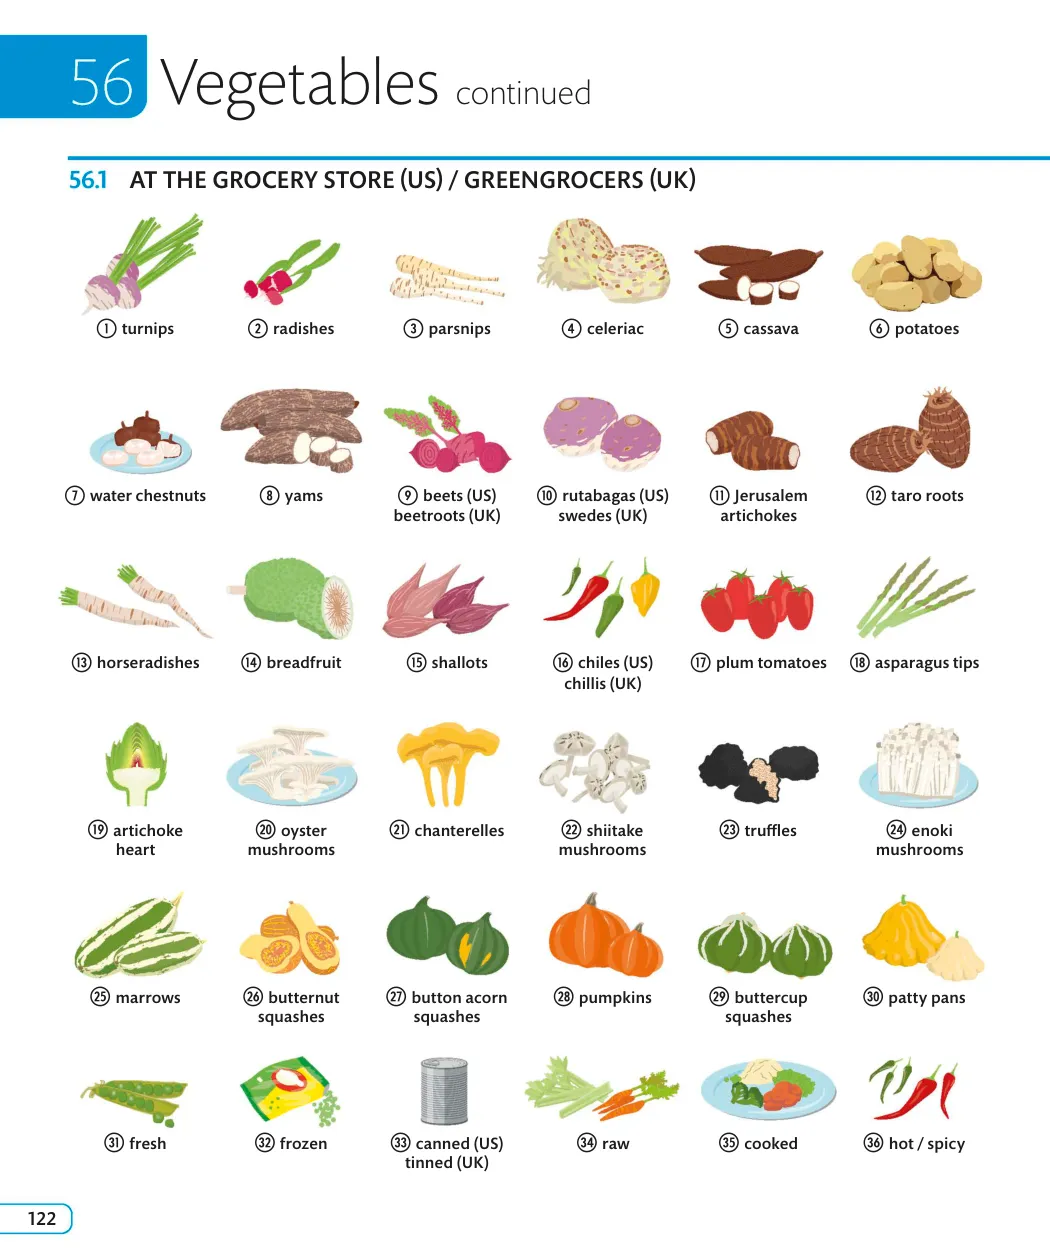 56 Vegetables continued
56.1 AT THE GROCERY STORE (US) / GREENGROCERS (UK)
① turnips
② radishes
③ parsnips
④ celeriac
⑤ cassava
⑥ potatoes
⑦ water chestnuts
⑧ yams
⑨ beets (US)
beetroots (UK)
⑩ rutabagas (US)
swedes (UK)
⑪ Jerusalem
artichokes
⑫ taro roots
⑬ horseradishes
⑭ breadfruit
⑮ shallots
⑯ chiles (US)
chillis (UK)
⑰ plum tomatoes
⑱ asparagus tips
⑲ artichoke
heart
⑳ oyster
mushrooms
㉑ chanterelles
㉒ shiitake
mushrooms
㉓ truffles
㉔ enoki
mushrooms
㉕ marrows
㉖ butternut
squashes
㉗ button acorn
squashes
㉘ pumpkins
㉙ buttercup
squashes
㉚ patty pans
㉛ fresh
㉜ frozen
㉝ canned (US)
tinned (UK)
㉞ raw
㉟ cooked
㊱ hot / spicy
122